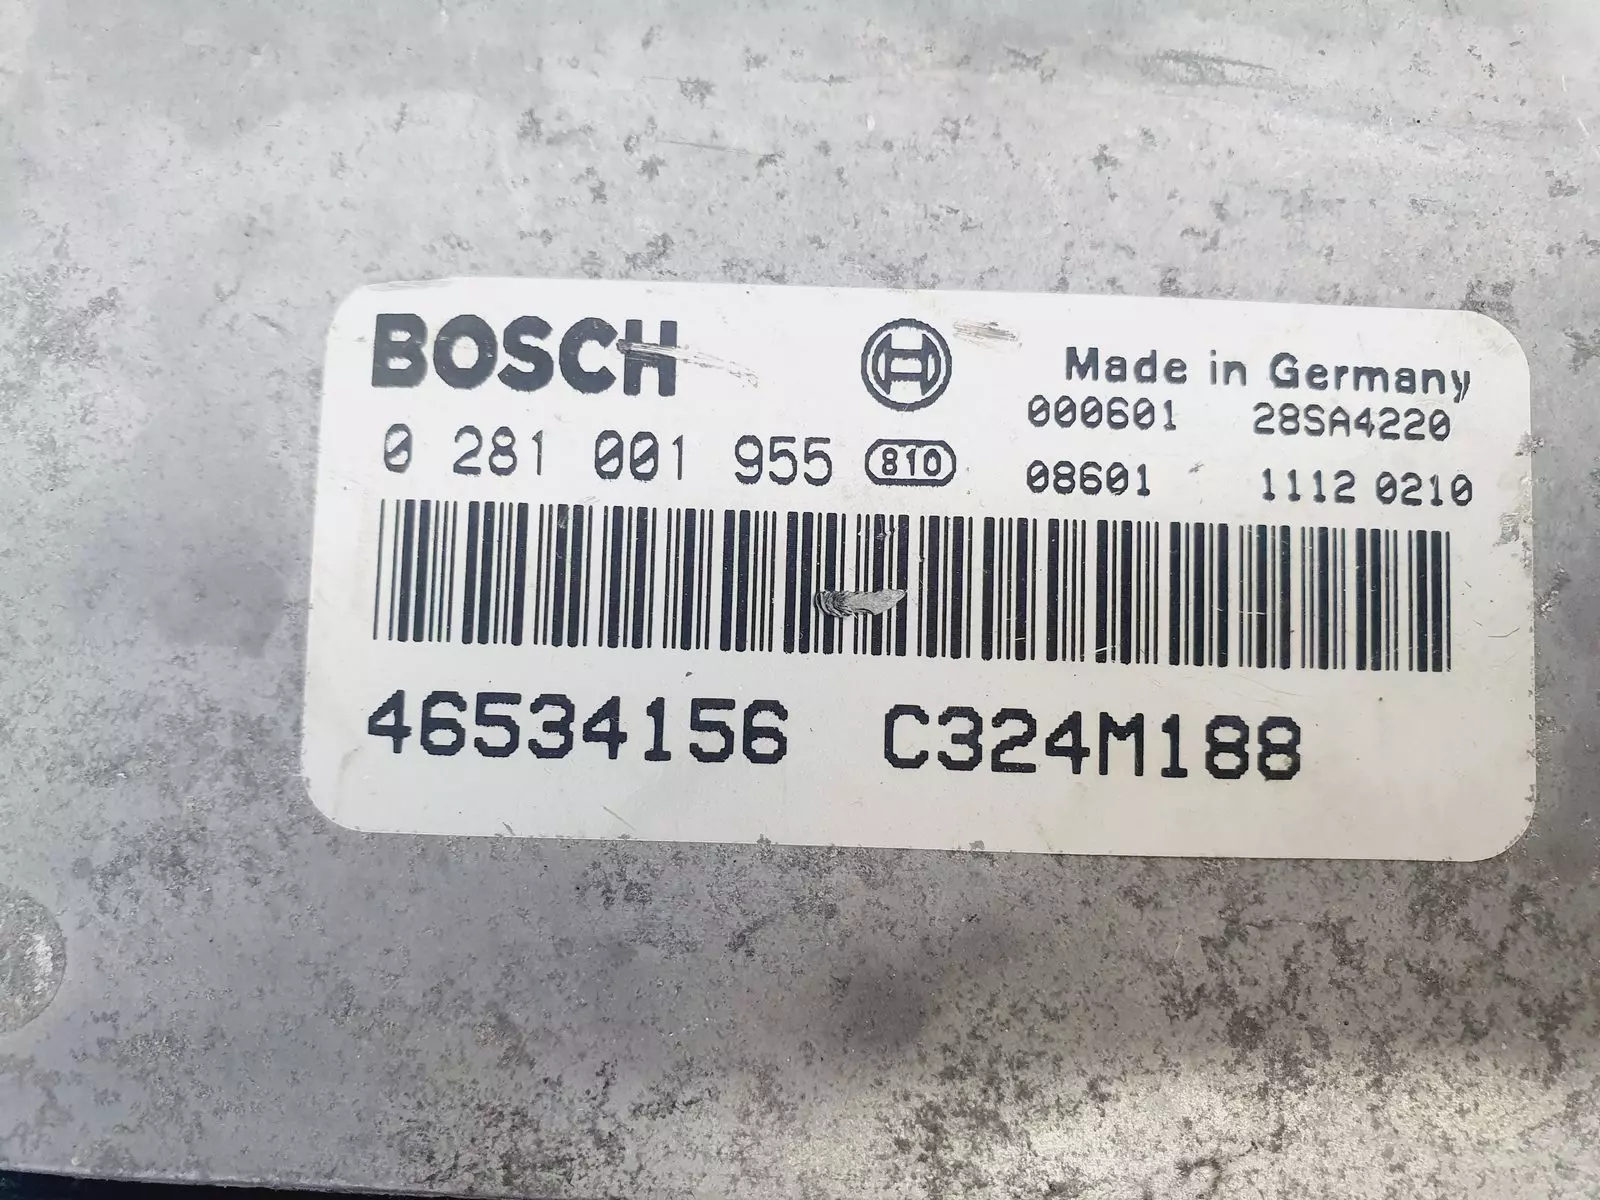 BOSCH Made in Germany
000601 28SA4220
0 281 001 955 810 08601 1112 0210
46534156 C324M188